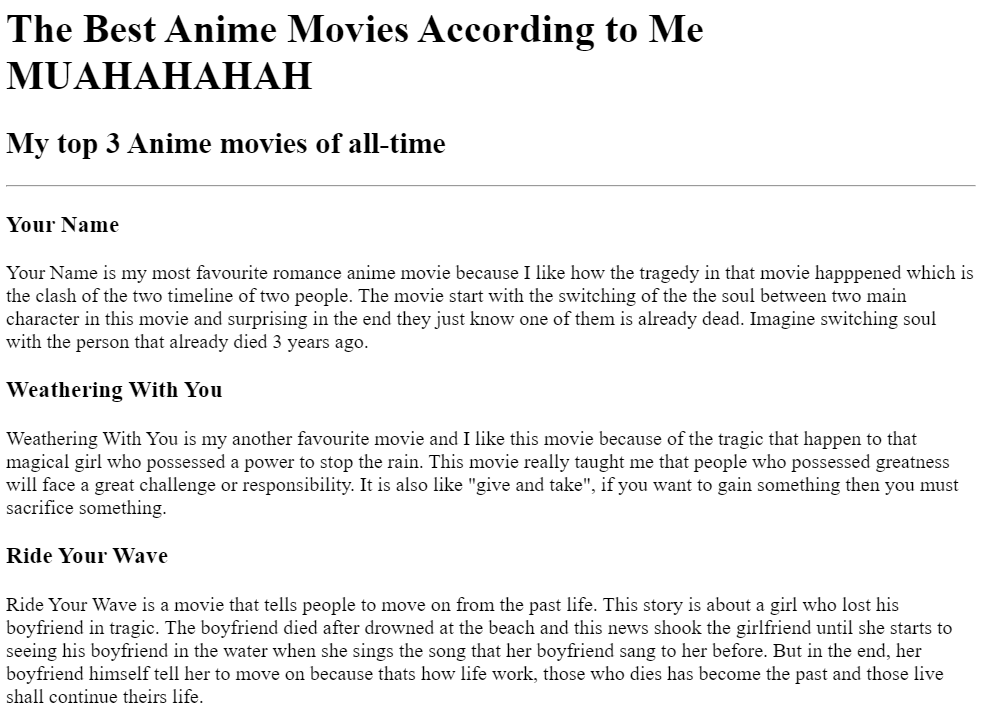 The Best Anime Movies According to Me
MUAHAHAHAH
My top 3 Anime movies of all-time
Your Name
Your Name is my most favourite romance anime movie because I like how the tragedy in that movie happpened which is
the clash of the two timeline of two people. The movie start with the switching of the the soul between two main
character in this movie and surprising in the end they just know one of them is already dead. Imagine switching soul
with the person that already died 3 years ago.
Weathering With You
Weathering With You is my another favourite movie and I like this movie because of the tragic that happen to that
magical girl who possessed a power to stop the rain. This movie really taught me that people who possessed greatness
will face a great challenge or responsibility. It is also like "give and take", if you want to gain something then you must
sacrifice something.
Ride Your Wave
Ride Your Wave is a movie that tells people to move on from the past life. This story is about a girl who lost his
boyfriend in tragic. The boyfriend died after drowned at the beach and this news shook the girlfriend until she starts to
seeing his boyfriend in the water when she sings the song that her boyfriend sang to her before. But in the end, her
boyfriend himself tell her to move on because thats how life work, those who dies has become the past and those live
shall continue theirs life.